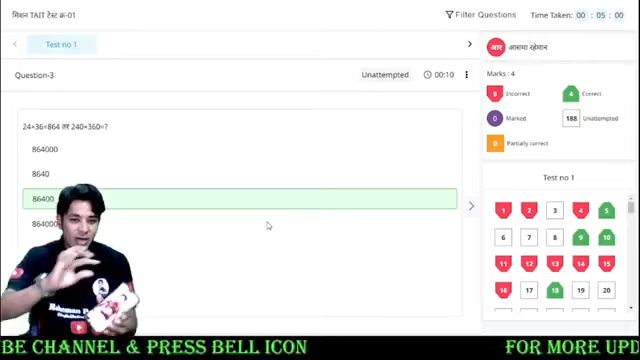 मिशन TAIT टेस्ट क्र-01
Filter Questions
Time Taken: 00 : 05 : 00
Test no 1
आर
आसमा रहेमान
Question-3
Unattempted
00:10
Marks : 4
9 Incorrect
4 Correct
0 Marked
188 Unattempted
0 Partially correct
24×36=864 तर 240×360=?
864000
8640
86400
Test no 1
1 2 3 4 5
6 7 8 9 10
11 12 13 14 15
16 17 18 19 20
BE CHANNEL & PRESS BELL ICON
FOR MORE UPD